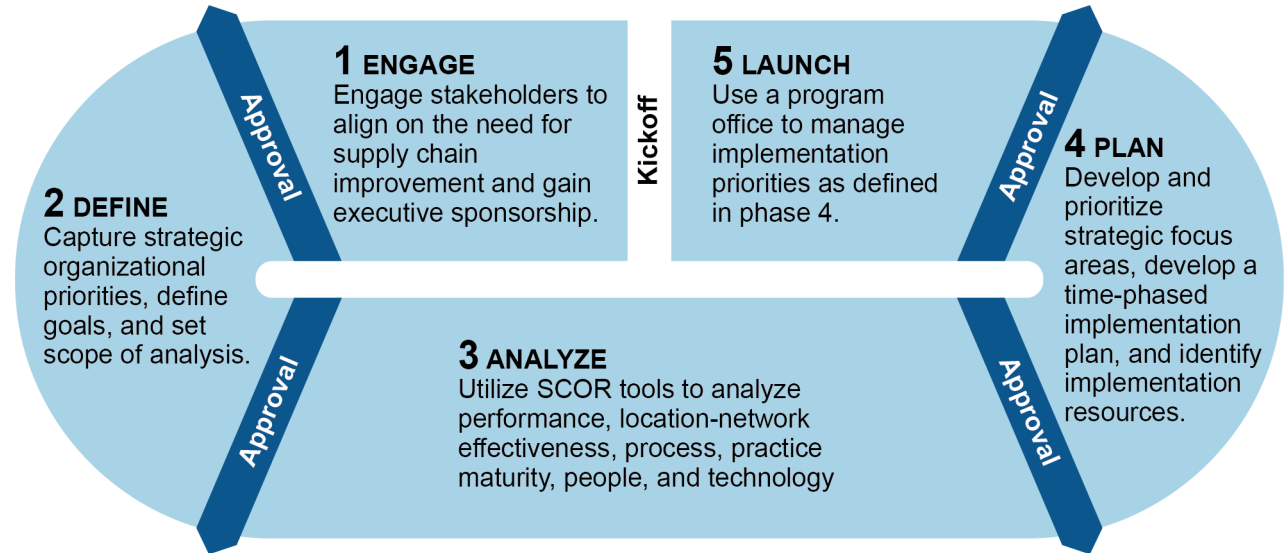 1 ENGAGE
Engage stakeholders to
align on the need for
supply chain
improvement and gain
executive sponsorship.
Approval
2 DEFINE
Capture strategic
organizational
priorities, define
goals, and set
scope of analysis.
Approval
3 ANALYZE
Utilize SCOR tools to analyze
performance, location-network
effectiveness, process, practice
maturity, people, and technology
Approval
4 PLAN
Develop and
prioritize
strategic focus
areas, develop a
time-phased
implementation
plan, and identify
implementation
resources.
Approval
5 LAUNCH
Use a program
office to manage
implementation
priorities as defined
in phase 4.
Kickoff